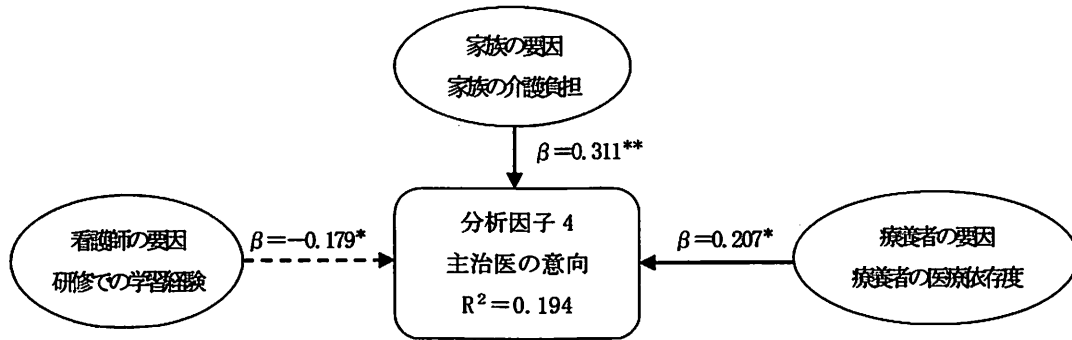 家族の要因
家族の介護負担
β=0.311**
看護師の要因
研修での学習経験
β=-0.179*
分析因子 4
主治医の意向
R²=0.194
β=0.207*
療養者の要因
療養者の医療依存度